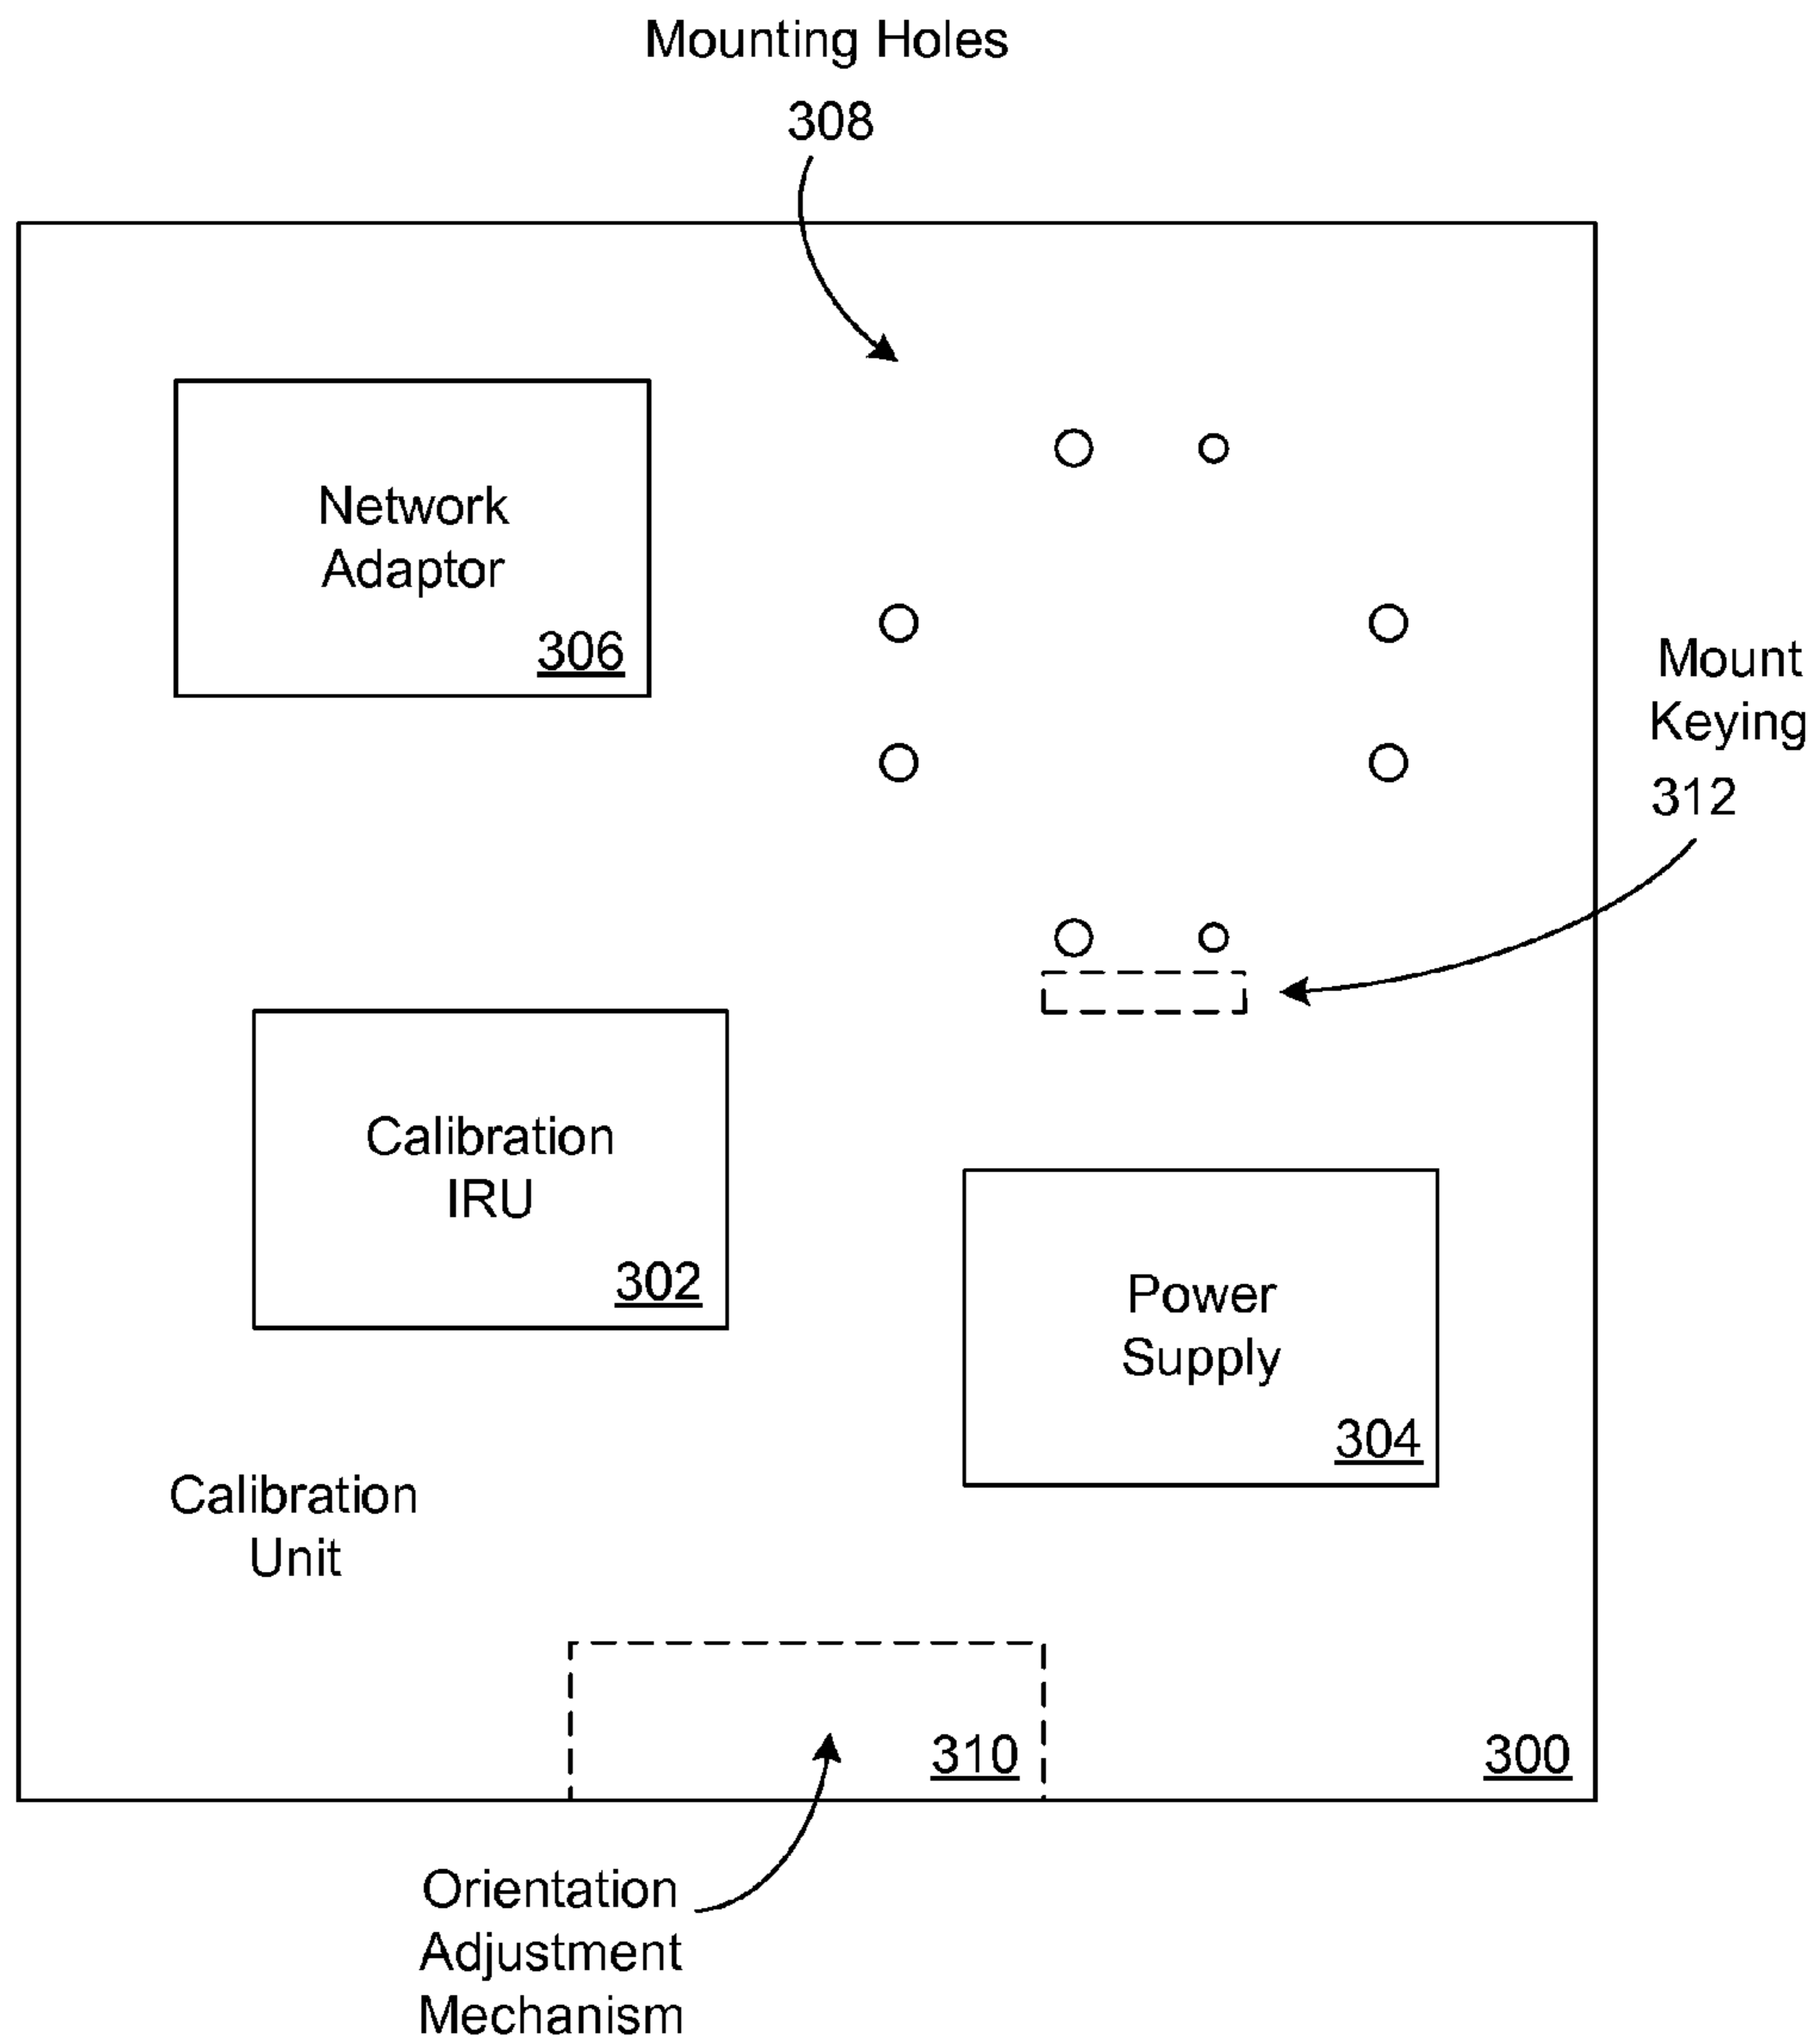 Mounting Holes
308
Network
Adaptor
306
Mount
Keying
312
Calibration
IRU
302
Power
Supply
304
Calibration
Unit
310
300
Orientation
Adjustment
Mechanism